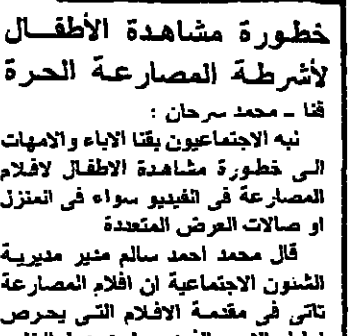 خطورة مشاهدة الأطفال
لأشرطة المصارعة الحرة
قنا - محمد سرحان :
نبه الاجتماعيون بقنا الاباء والامهات
الى خطورة مشاهدة الاطفال لافلام
المصارعة فى الفيديو سواء فى المنزل
او صالات العرض المتعددة
قال محمد احمد سالم منير مديرية
الشئون الاجتماعية ان افلام المصارعة
تاتى فى مقدمة الافلام التى يحرص